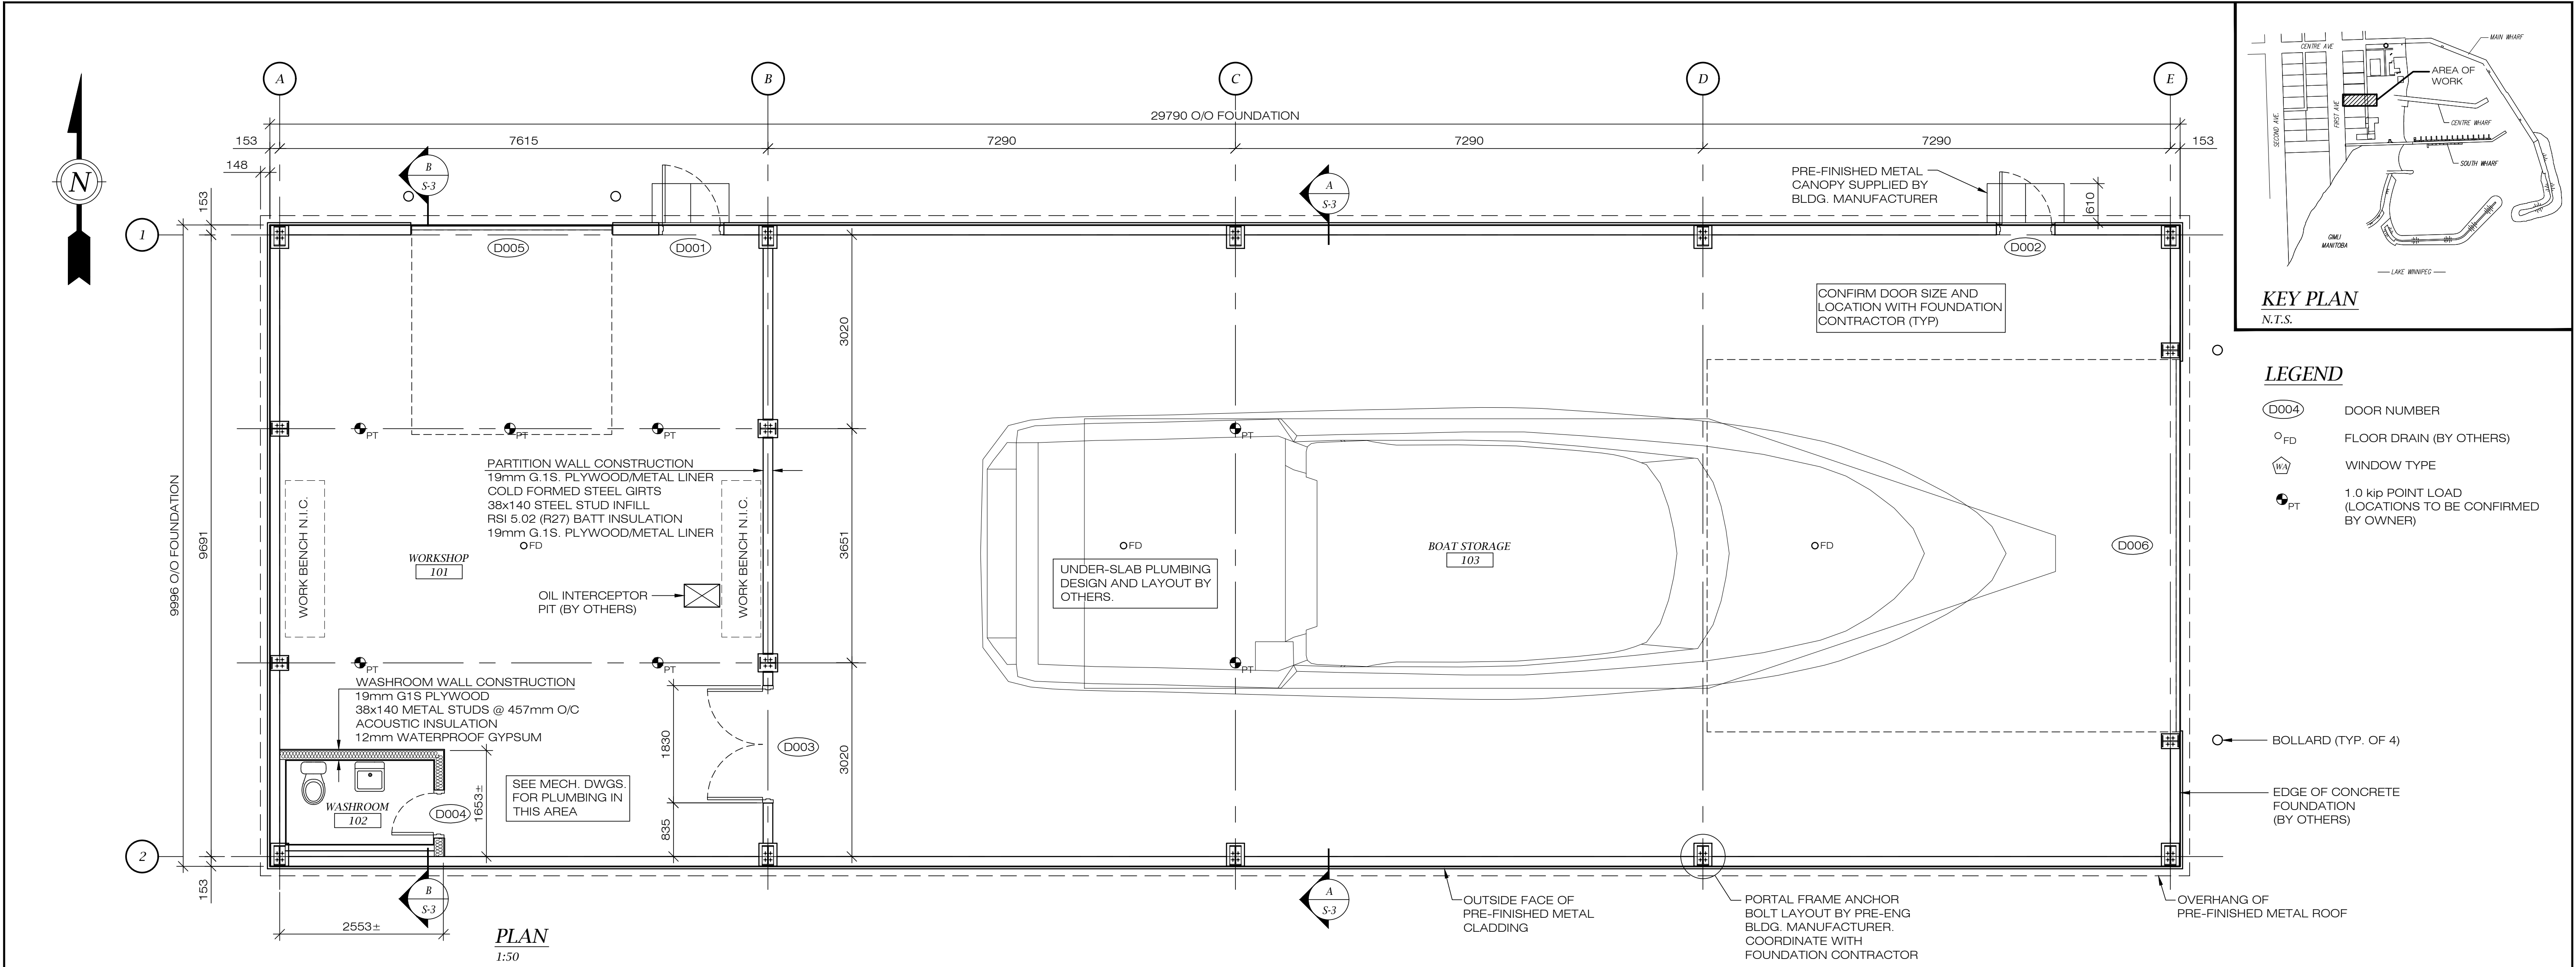 A
B
C
D
E
29790 O/O FOUNDATION
153
7615
7290
7290
7290
153
148
B
S-3
A
S-3
PRE-FINISHED METAL
CANOPY SUPPLIED BY
BLDG. MANUFACTURER
610
N
153
1
D005
D001
D002
CONFIRM DOOR SIZE AND
LOCATION WITH FOUNDATION
CONTRACTOR (TYP)
3020
PT
PT
PT
PT
PARTITION WALL CONSTRUCTION
19mm G.1S. PLYWOOD/METAL LINER
COLD FORMED STEEL GIRTS
38x140 STEEL STUD INFILL
RSI 5.02 (R27) BATT INSULATION
19mm G.1S. PLYWOOD/METAL LINER
FD
9996 O/O FOUNDATION
9691
WORK BENCH N.I.C.
WORKSHOP
101
OIL INTERCEPTOR
PIT (BY OTHERS)
WORK BENCH N.I.C.
3651
FD
UNDER-SLAB PLUMBING
DESIGN AND LAYOUT BY
OTHERS.
BOAT STORAGE
103
FD
D006
PT
PT
PT
WASHROOM WALL CONSTRUCTION
19mm G1S PLYWOOD
38x140 METAL STUDS @ 457mm O/C
ACOUSTIC INSULATION
12mm WATERPROOF GYPSUM
1830
D003
3020
WASHROOM
102
D004
1653±
SEE MECH. DWGS.
FOR PLUMBING IN
THIS AREA
835
2
153
B
S-3
A
S-3
2553±
OUTSIDE FACE OF
PRE-FINISHED METAL
CLADDING
PORTAL FRAME ANCHOR
BOLT LAYOUT BY PRE-ENG
BLDG. MANUFACTURER.
COORDINATE WITH
FOUNDATION CONTRACTOR
OVERHANG OF
PRE-FINISHED METAL ROOF
BOLLARD (TYP. OF 4)
EDGE OF CONCRETE
FOUNDATION
(BY OTHERS)
PLAN
1:50
CENTRE AVE
MAIN WHARF
AREA OF
WORK
SECOND AVE.
FIRST AVE
CENTRE WHARF
SOUTH WHARF
GIMLI
MANITOBA
LAKE WINNIPEG
KEY PLAN
N.T.S.
LEGEND
D004
DOOR NUMBER
FD
FLOOR DRAIN (BY OTHERS)
WA
WINDOW TYPE
PT
1.0 kip POINT LOAD
(LOCATIONS TO BE CONFIRMED
BY OWNER)